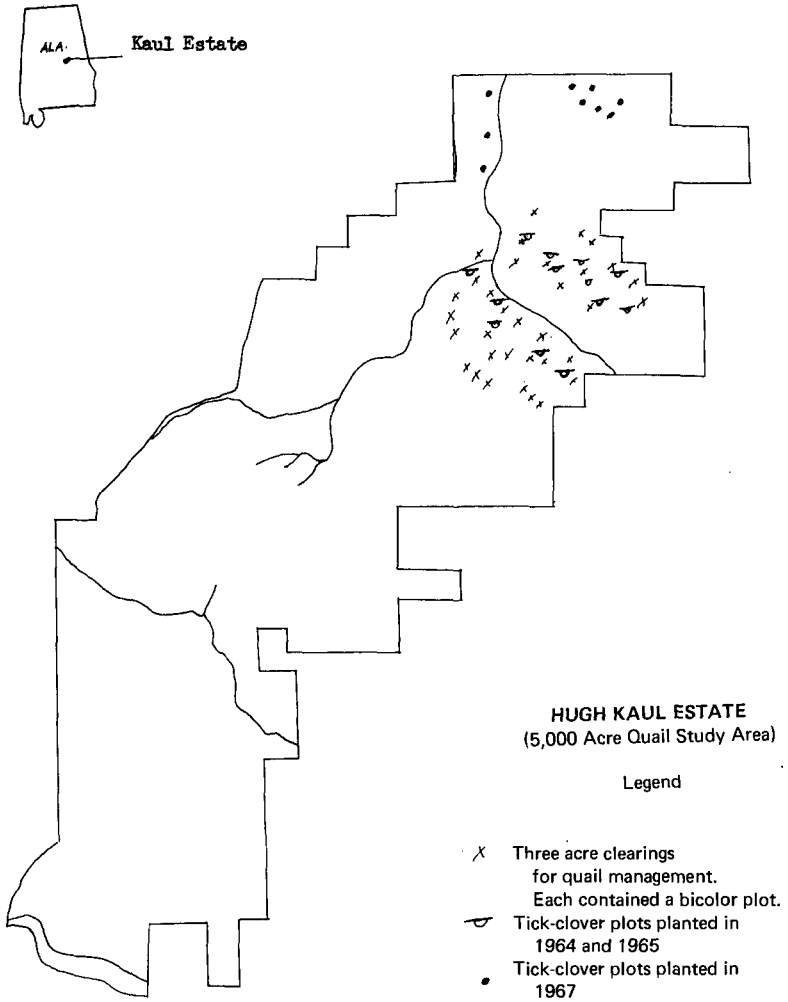 ALA.
Kaul Estate
HUGH KAUL ESTATE
(5,000 Acre Quail Study Area)
Legend
Three acre clearings
for quail management.
Each contained a bicolor plot.
Tick-clover plots planted in
1964 and 1965
Tick-clover plots planted in
1967